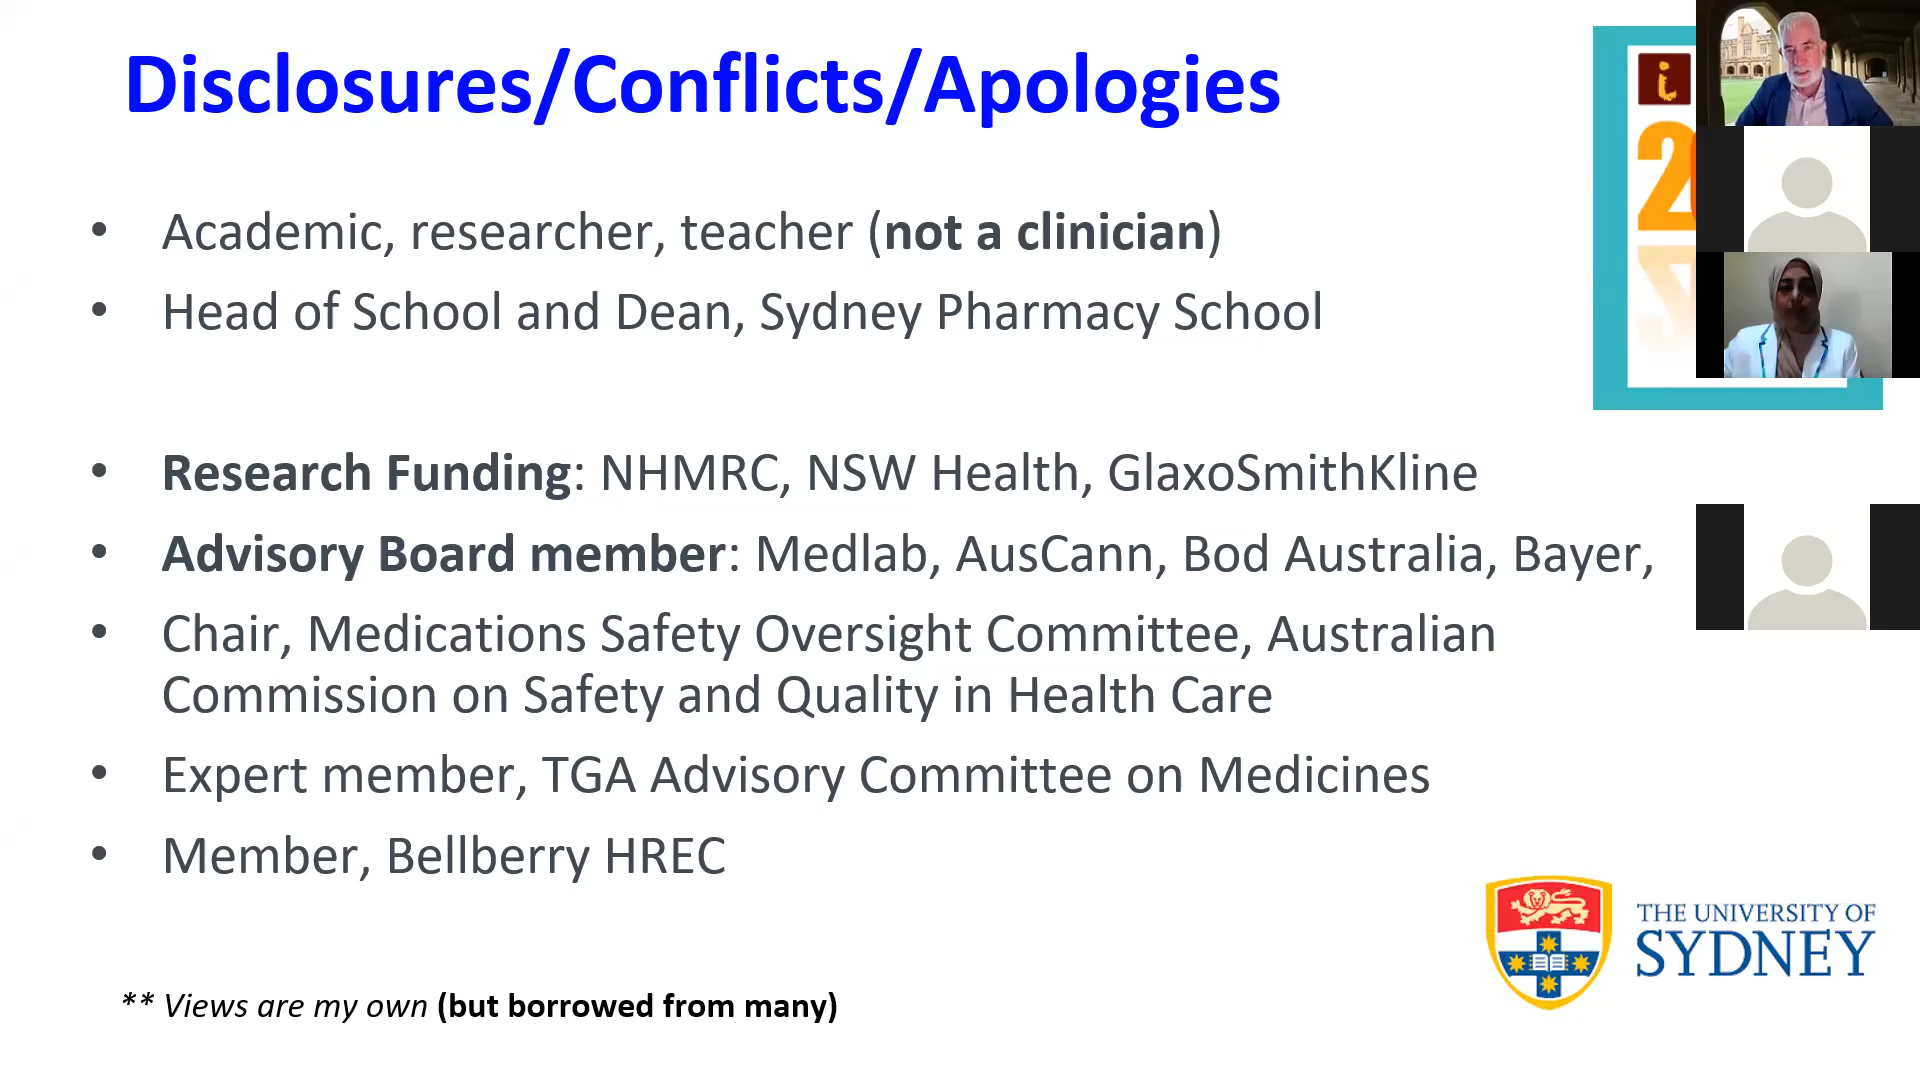 Disclosures/Conflicts/Apologies
• Academic, researcher, teacher (not a clinician)
• Head of School and Dean, Sydney Pharmacy School
• Research Funding: NHMRC, NSW Health, GlaxoSmithKline
• Advisory Board member: Medlab, AusCann, Bod Australia, Bayer,
• Chair, Medications Safety Oversight Committee, Australian
Commission on Safety and Quality in Health Care
• Expert member, TGA Advisory Committee on Medicines
• Member, Bellberry HREC
** Views are my own (but borrowed from many)
THE UNIVERSITY OF
SYDNEY
i